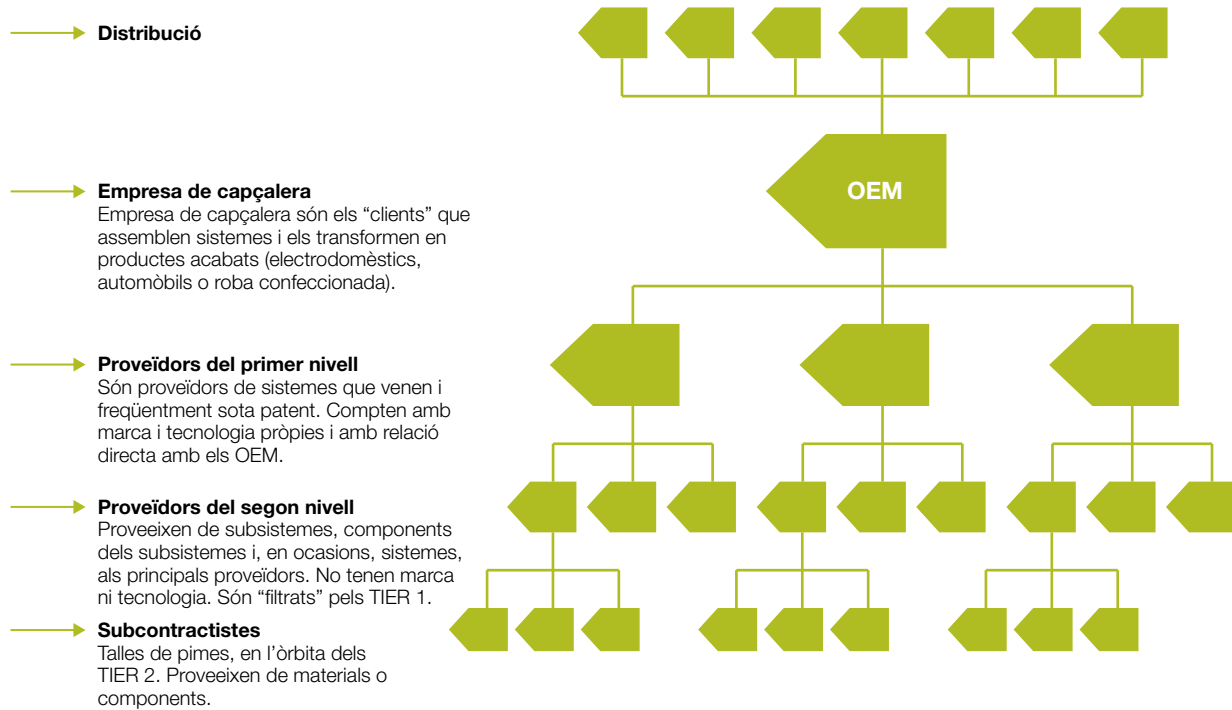 Distribució
OEM
Empresa de capçalera
Empresa de capçalera són els “clients” que
assemblen sistemes i els transformen en
productes acabats (electrodomèstics,
automòbils o roba confeccionada).
Proveïdors del primer nivell
Són proveïdors de sistemes que venen i
freqüentment sota patent. Compten amb
marca i tecnologia pròpies i amb relació
directa amb els OEM.
Proveïdors del segon nivell
Proveeixen de subsistemes, components
dels subsistemes i, en ocasions, sistemes,
als principals proveïdors. No tenen marca
ni tecnologia. Són “filtrats” pels TIER 1.
Subcontractistes
Talles de pimes, en l’òrbita dels
TIER 2. Proveeixen de materials o
components.